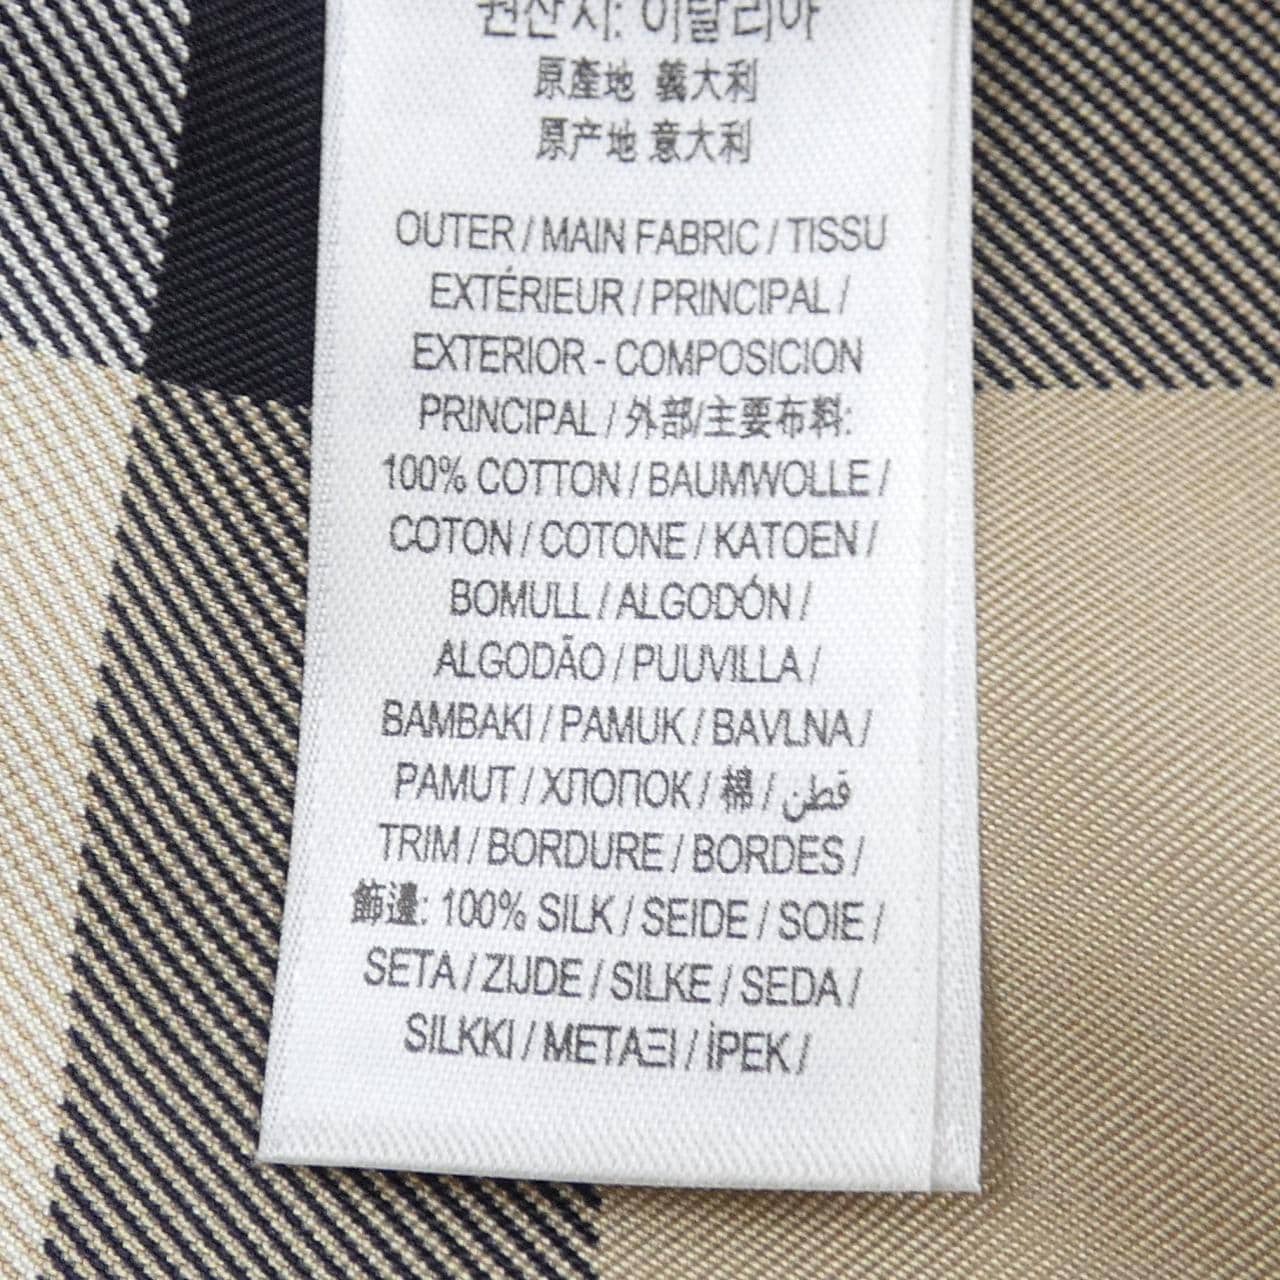 원산지: 이탈리아
原產地 義大利
原产地 意大利
OUTER / MAIN FABRIC / TISSU
EXTÉRIEUR / PRINCIPAL /
EXTERIOR - COMPOSICION
PRINCIPAL / 外部/主要布料:
100% COTTON / BAUMWOLLE /
COTON / COTONE / KATOEN /
BOMULL / ALGODÓN /
ALGODÃO / PUUVILLA /
BAMBAKI / PAMUK / BAVLNA /
PAMUT / ХЛОПОК / 棉 / قطن
TRIM / BORDURE / BORDES /
飾邊: 100% SILK / SEIDE / SOIE /
SETA / ZIJDE / SILKE / SEDA /
SILKKI / ΜΕΤΑΞΙ / İPEK /